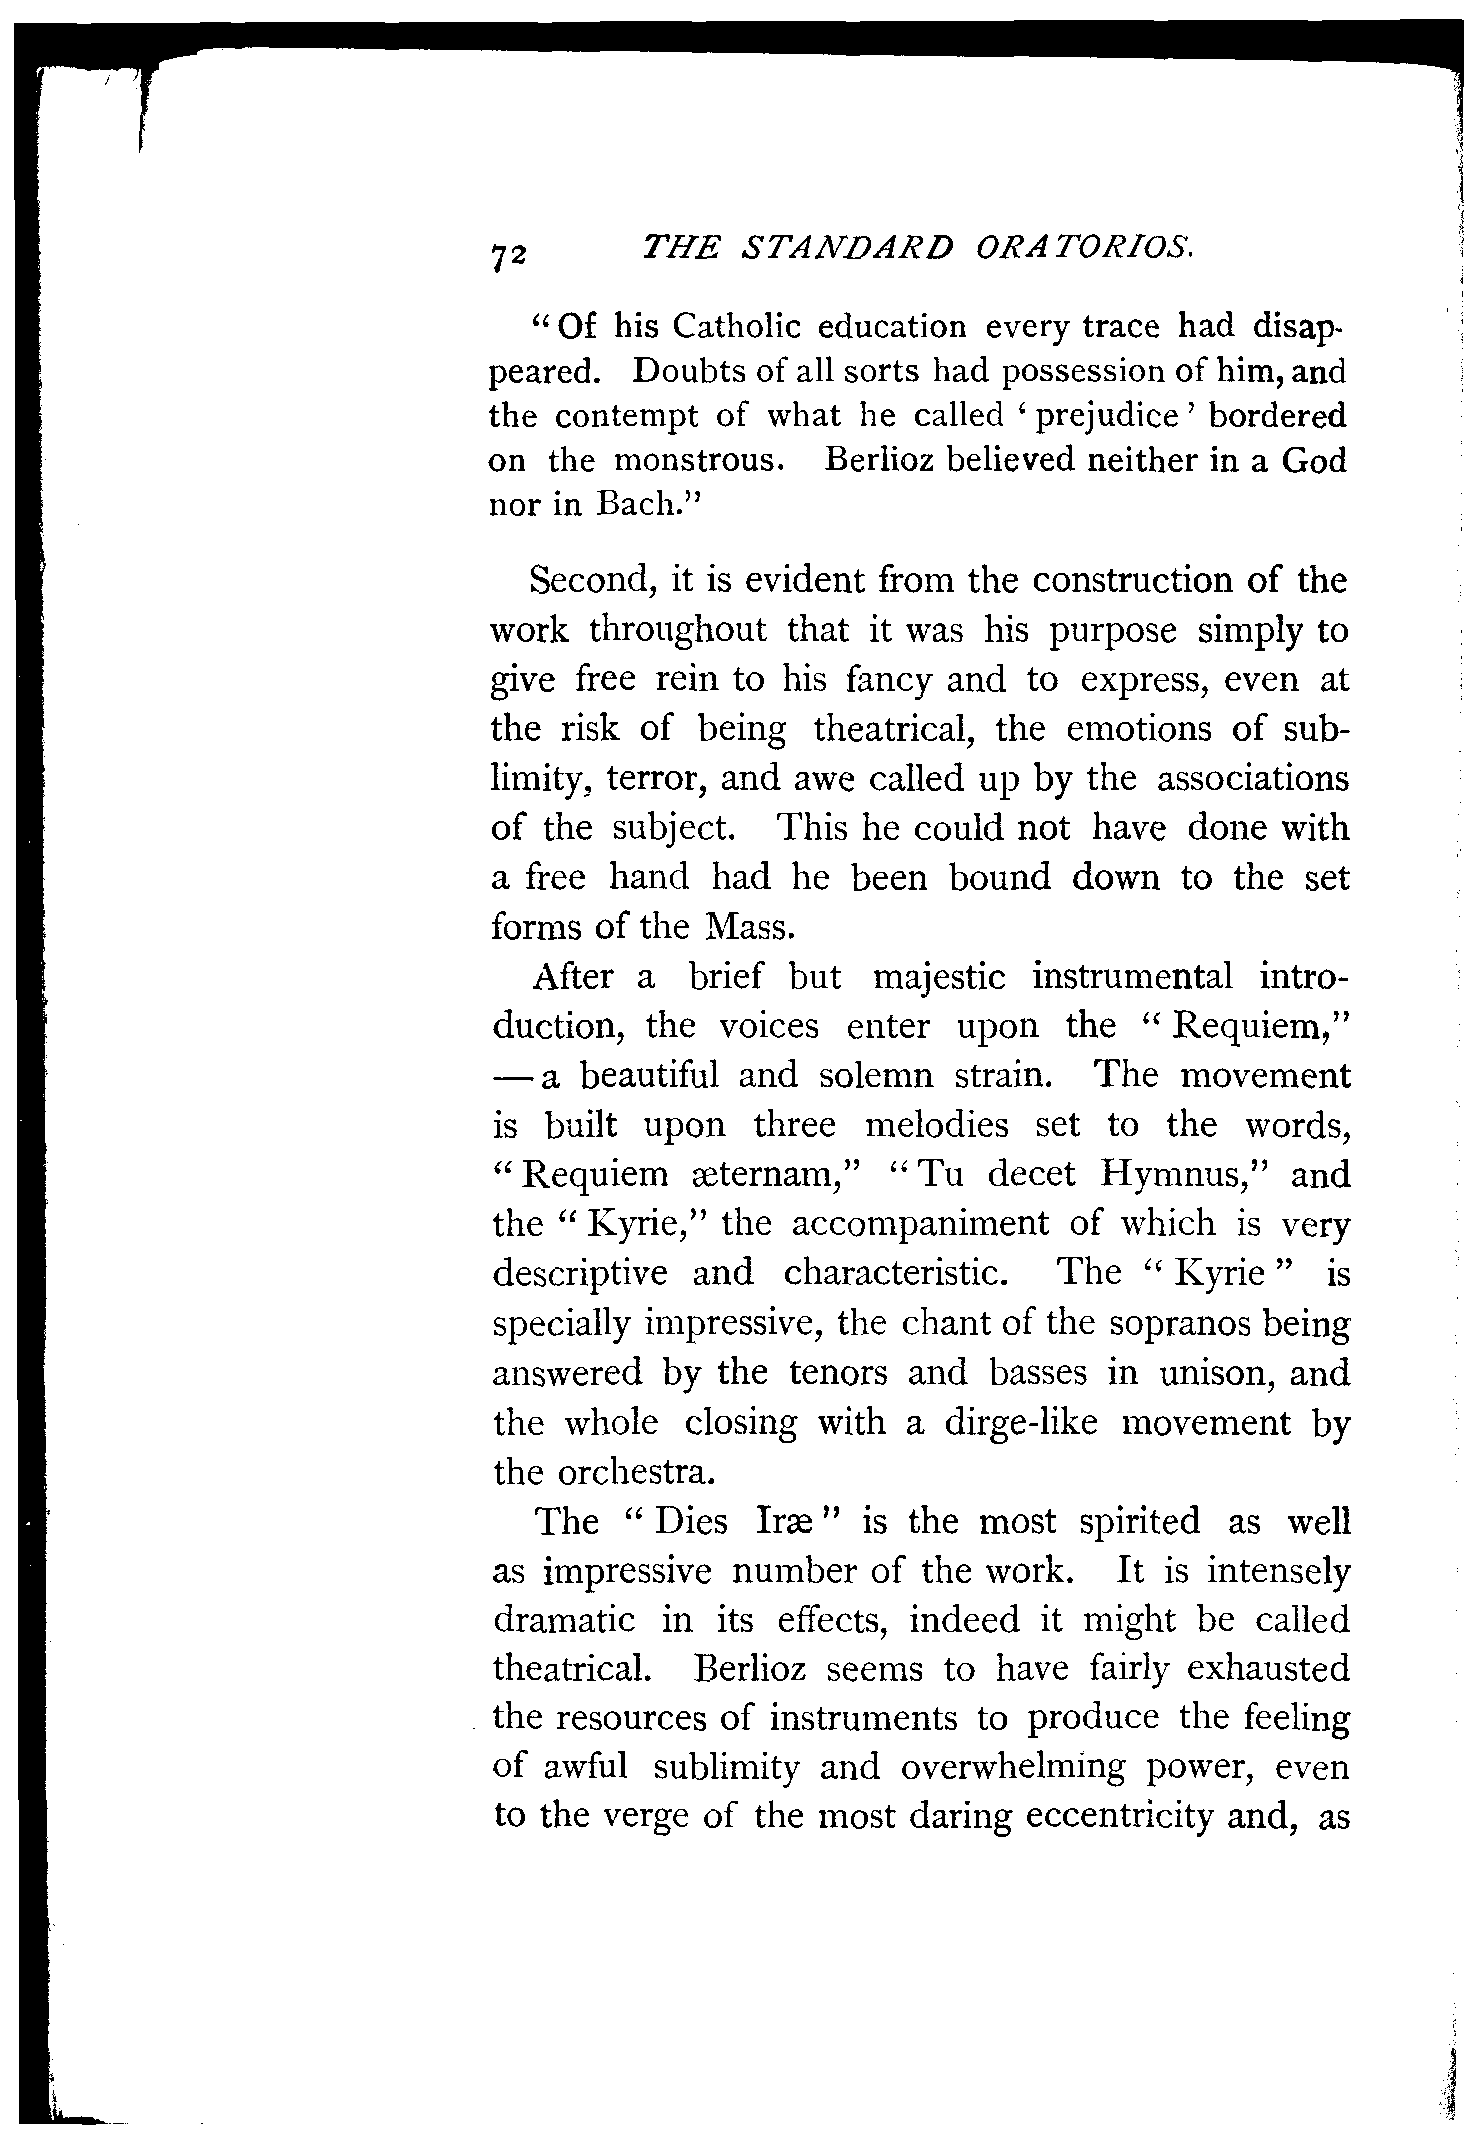 72 THE STANDARD ORATORIOS.
“Of his Catholic education every trace had disap-
peared. Doubts of all sorts had possession of him, and
the contempt of what he called ‘prejudice’ bordered
on the monstrous. Berlioz believed neither in a God
nor in Bach.”
Second, it is evident from the construction of the
work throughout that it was his purpose simply to
give free rein to his fancy and to express, even at
the risk of being theatrical, the emotions of sub-
limity, terror, and awe called up by the associations
of the subject. This he could not have done with
a free hand had he been bound down to the set
forms of the Mass.
After a brief but majestic instrumental intro-
duction, the voices enter upon the “Requiem,”
— a beautiful and solemn strain. The movement
is built upon three melodies set to the words,
“Requiem æternam,” “Tu decet Hymnus,” and
the “Kyrie,” the accompaniment of which is very
descriptive and characteristic. The “Kyrie” is
specially impressive, the chant of the sopranos being
answered by the tenors and basses in unison, and
the whole closing with a dirge-like movement by
the orchestra.
The “Dies Iræ” is the most spirited as well
as impressive number of the work. It is intensely
dramatic in its effects, indeed it might be called
theatrical. Berlioz seems to have fairly exhausted
the resources of instruments to produce the feeling
of awful sublimity and overwhelming power, even
to the verge of the most daring eccentricity and, as